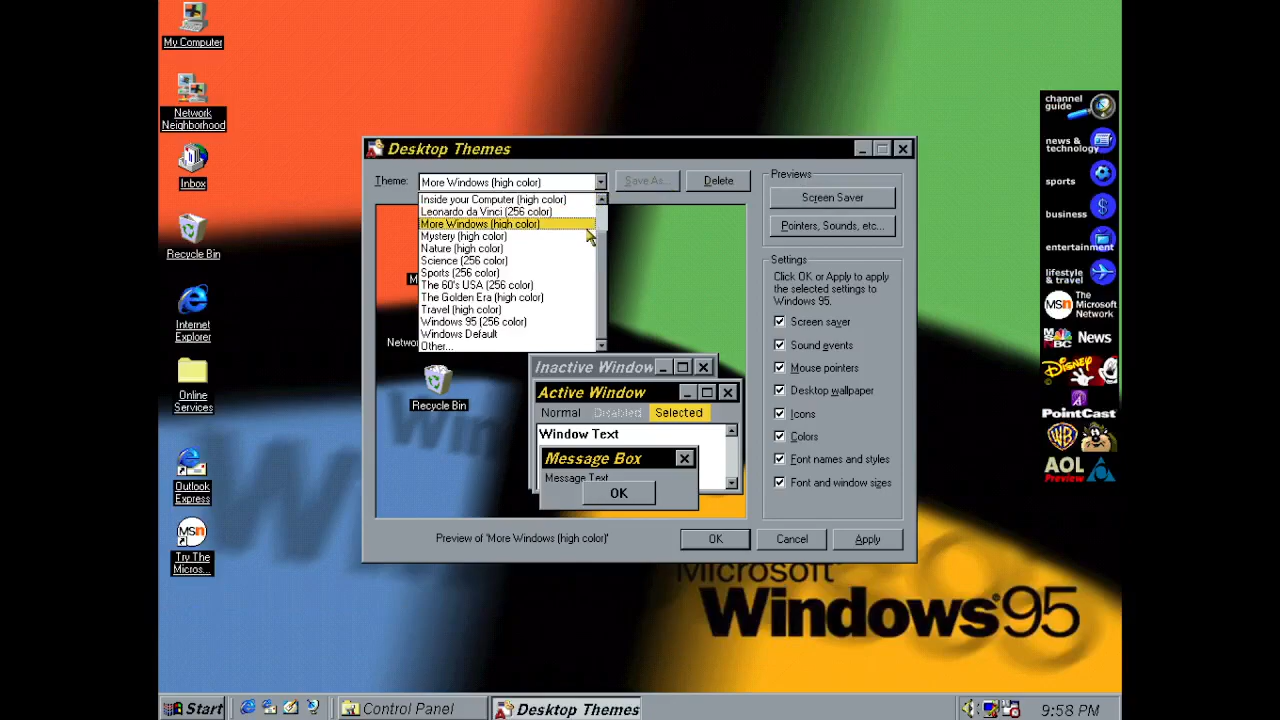 My Computer
Network
Neighborhood
Inbox
Recycle Bin
Internet
Explorer
Online
Services
Outlook
Express
Try The
Micros...
Desktop Themes
Theme:
More Windows (high color)
Save As...
Delete
Inside your Computer (high color)
Leonardo da Vinci (256 color)
More Windows (high color)
Mystery (high color)
Nature (high color)
Science (256 color)
Sports (256 color)
The 60's USA (256 color)
The Golden Era (high color)
Travel (high color)
Windows 95 (256 color)
Windows Default
Other...
Recycle Bin
Inactive Window
Active Window
Normal Disabled Selected
Window Text
Message Box
Message Text
OK
Preview of 'More Windows (high color)'
Previews
Screen Saver
Pointers, Sounds, etc...
Settings
Click OK or Apply to apply
the selected settings to
Windows 95.
Screen saver
Sound events
Mouse pointers
Desktop wallpaper
Icons
Colors
Font names and styles
Font and window sizes
OK
Cancel
Apply
channel
guide
news &
technology
sports
business
entertainment
lifestyle
& travel
msn The
Microsoft
Network
MSNBC News
Disney
PointCast
WB
AOL
Preview
Microsoft
Windows 95
Start
Control Panel
Desktop Themes
9:58 PM